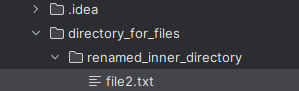 .idea
directory_for_files
renamed_inner_directory
file2.txt